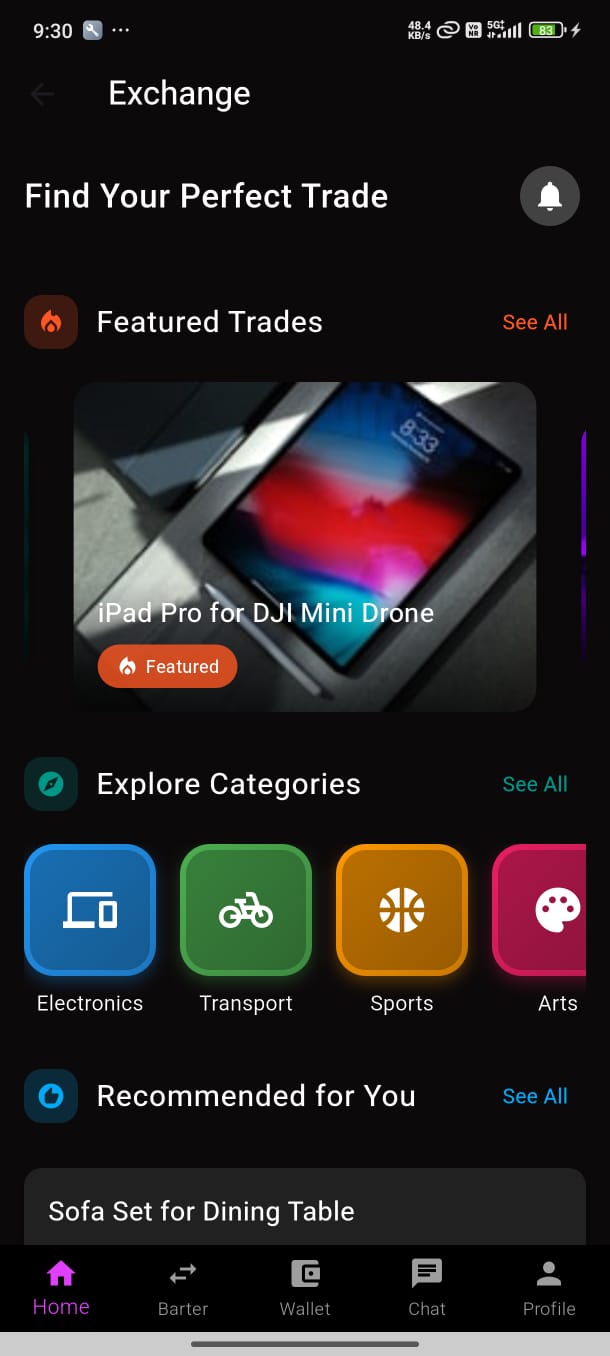 9:30 ... 48.4 KB/s Vo NR 5G 83
Exchange
Find Your Perfect Trade
Featured Trades See All
8:33
iPad Pro for DJI Mini Drone
Featured
Explore Categories See All
Electronics Transport Sports Arts
Recommended for You See All
Sofa Set for Dining Table
Home Barter Wallet Chat Profile